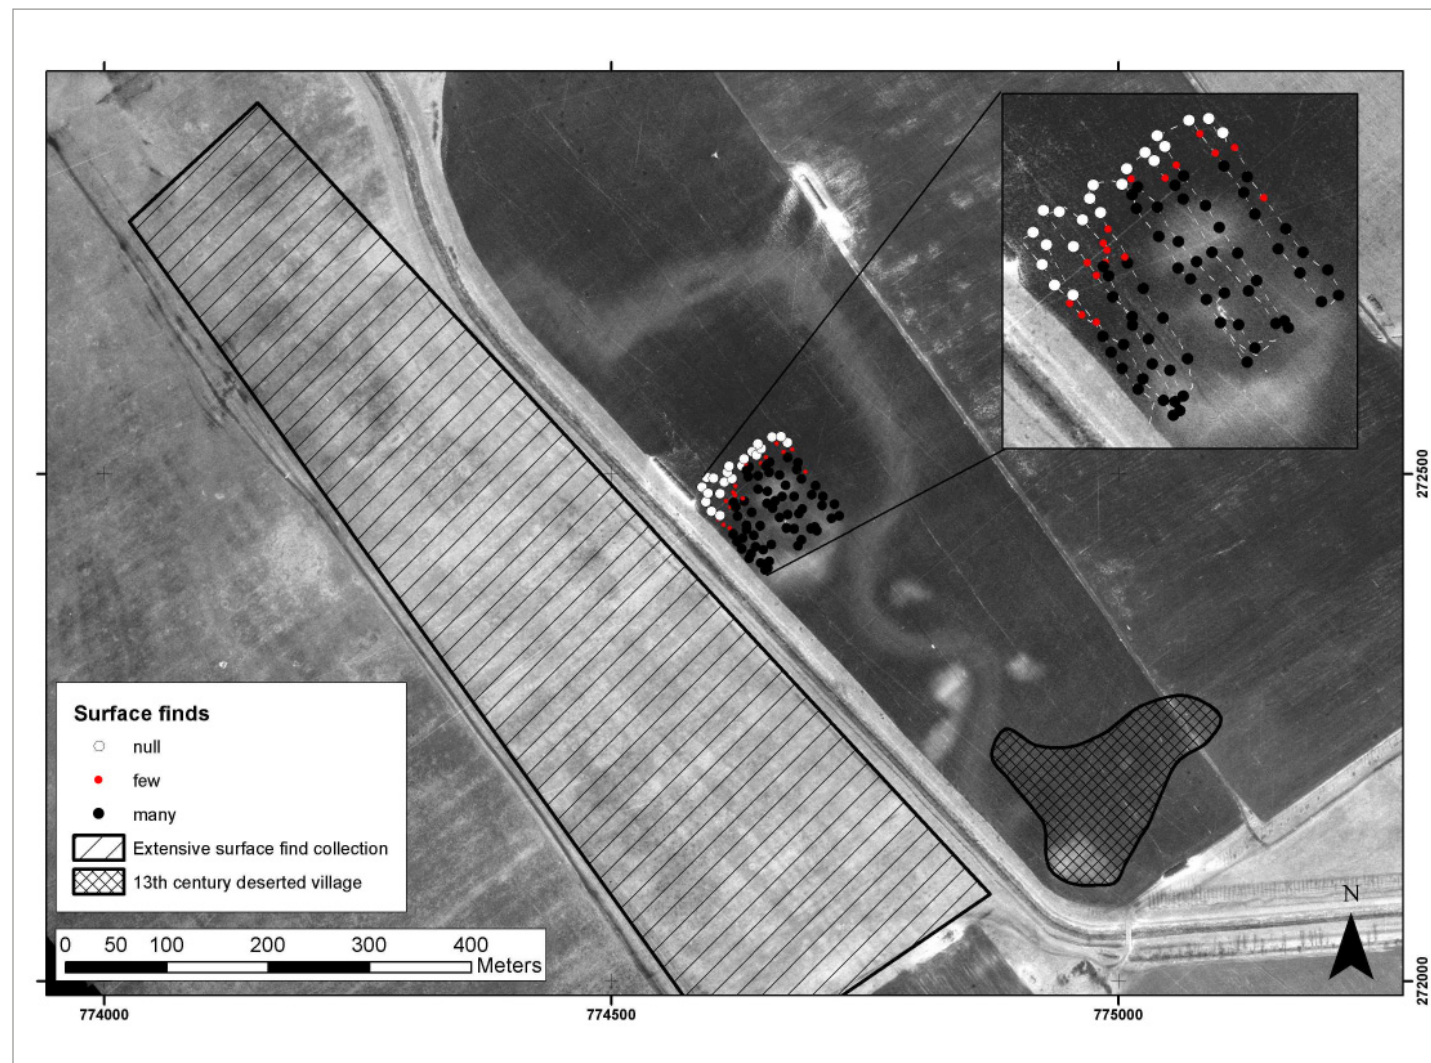 Surface finds
null
few
many
Extensive surface find collection
13th century deserted village
0 50 100 200 300 400
Meters
N
272500
272000
774000 774500 775000